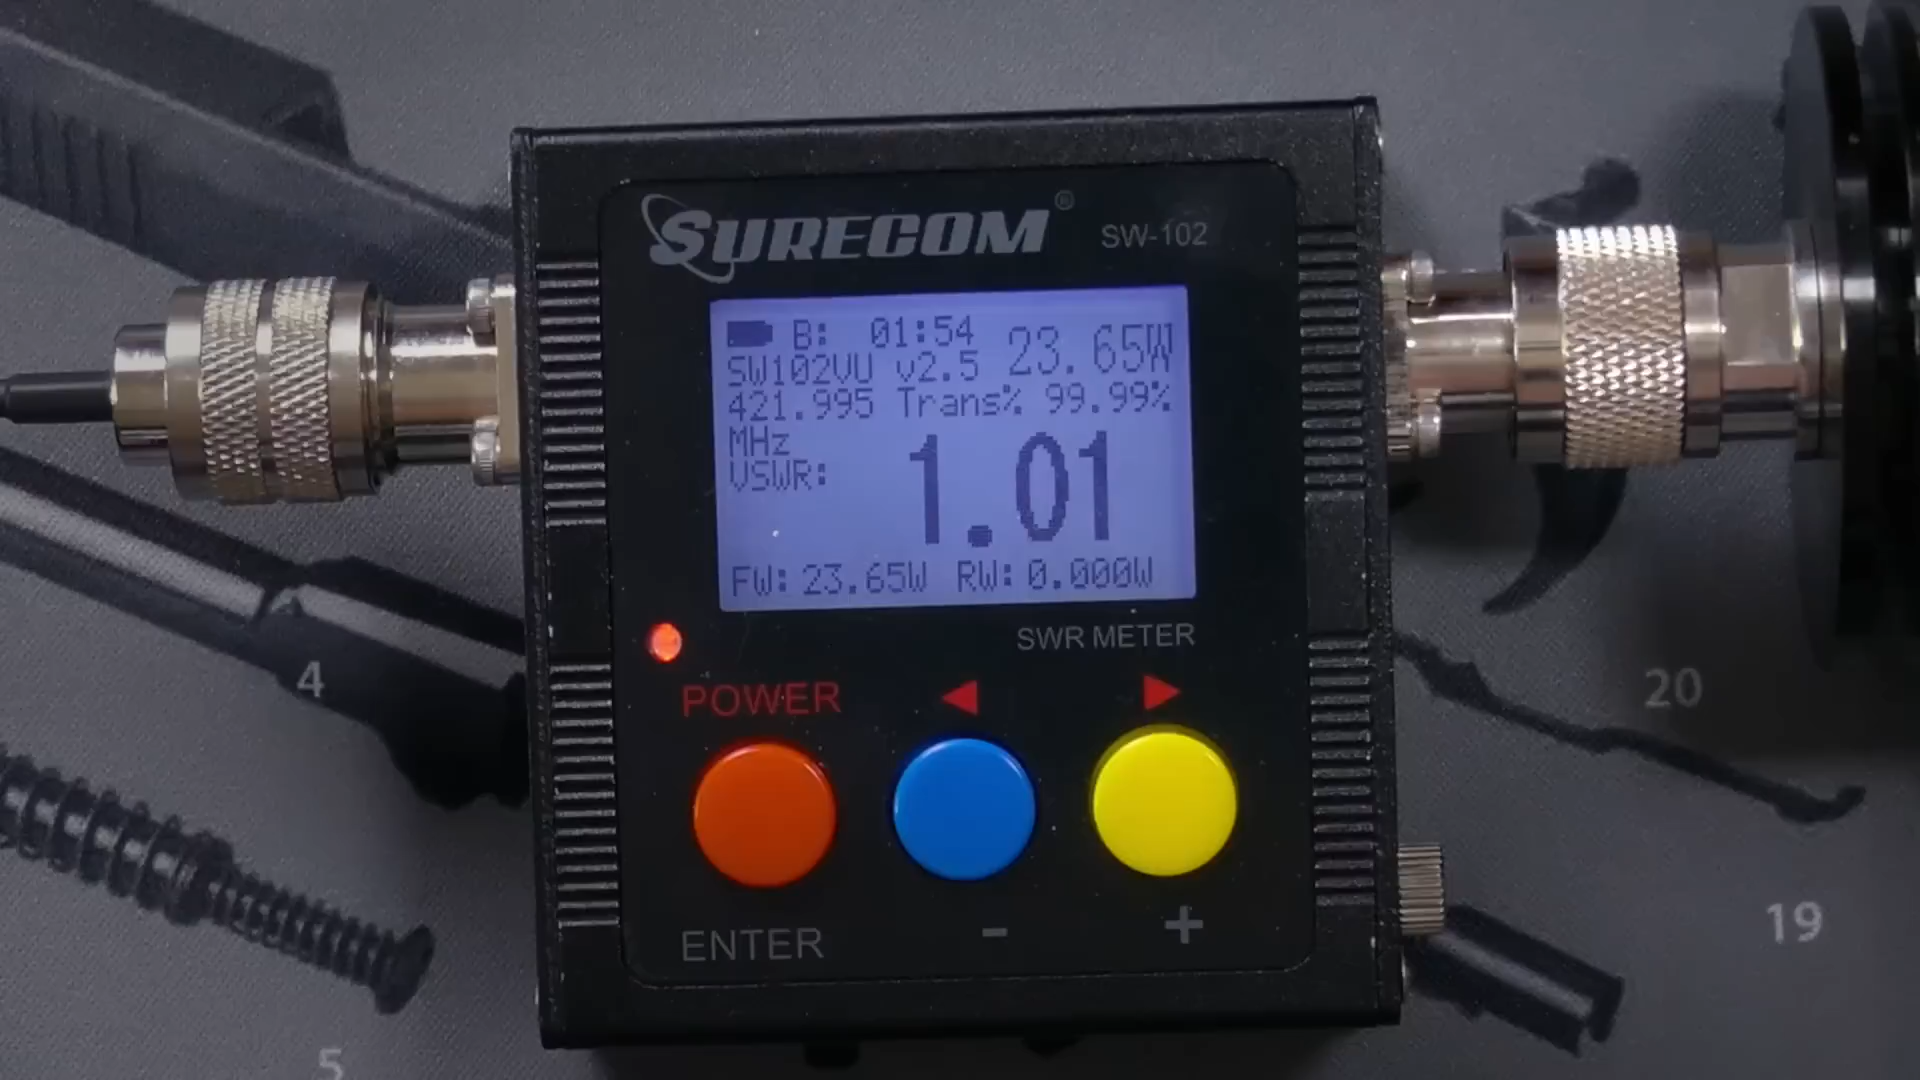 SURECOM® SW-102
B: 01:54 23.65W
SW102VU v2.5
421.995 Trans% 99.99%
MHz
VSWR: 1.01
FW: 23.65W RW: 0.000W
SWR METER
POWER ◀ ▶
ENTER - +
4
5
20
19